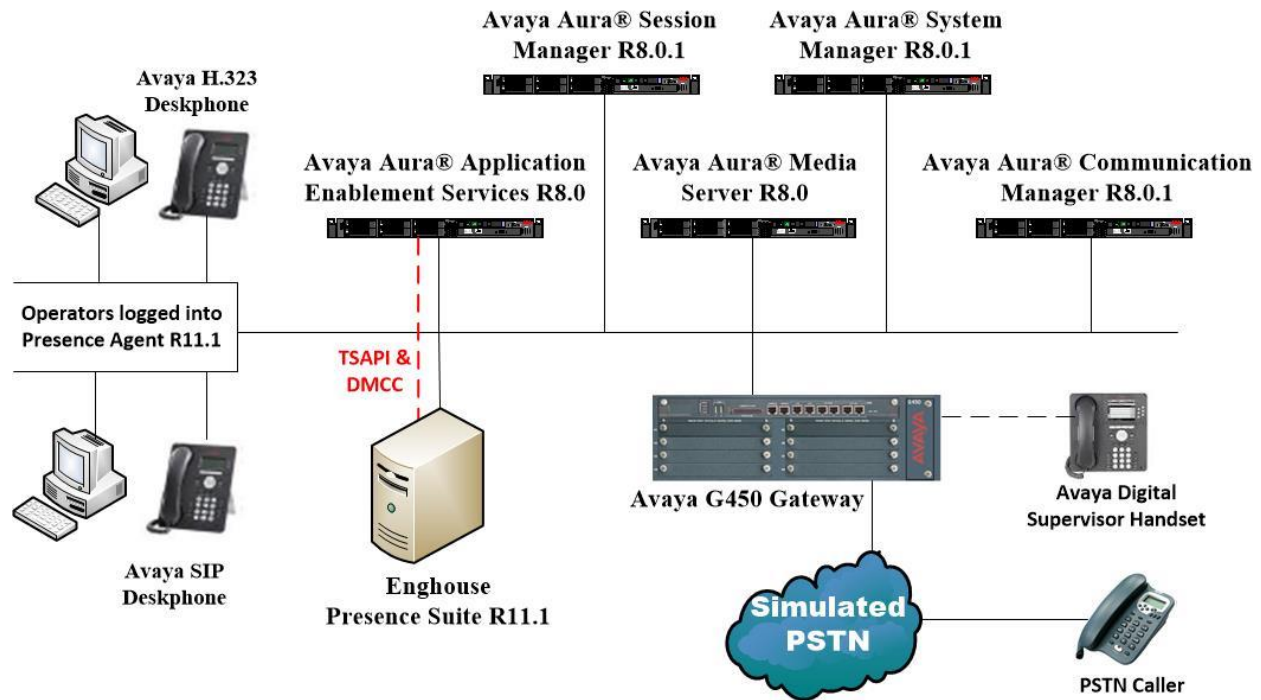 Avaya Aura® Session
Manager R8.0.1
Avaya Aura® System
Manager R8.0.1
Avaya H.323
Deskphone
Avaya Aura® Application
Enablement Services R8.0
Avaya Aura® Media
Server R8.0
Avaya Aura® Communication
Manager R8.0.1
Operators logged into
Presence Agent R11.1
TSAPI &
DMCC
AVAYA
Avaya G450 Gateway
Avaya Digital
Supervisor Handset
Avaya SIP
Deskphone
Enghouse
Presence Suite R11.1
Simulated
PSTN
PSTN Caller